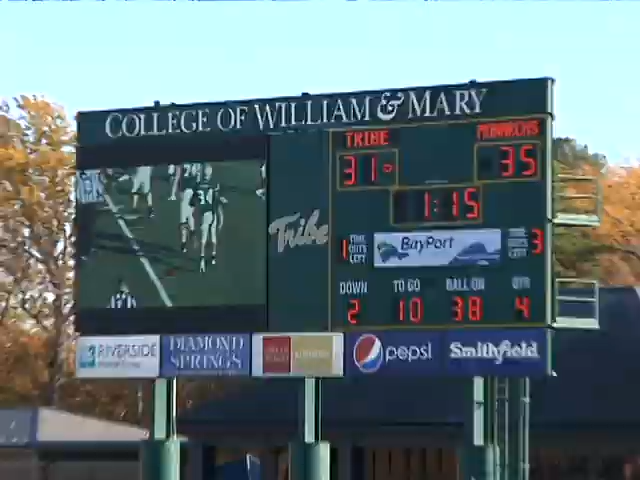 COLLEGE OF WILLIAM & MARY
TRIBE MONARCHS
31 35
1:15
Tribe
1 TIME OUTS LEFT BayPort TIME OUTS LEFT 3
DOWN TO GO BALL ON QTR
2 10 38 4
34
RIVERSIDE
DIAMOND SPRINGS
pepsi
Smithfield